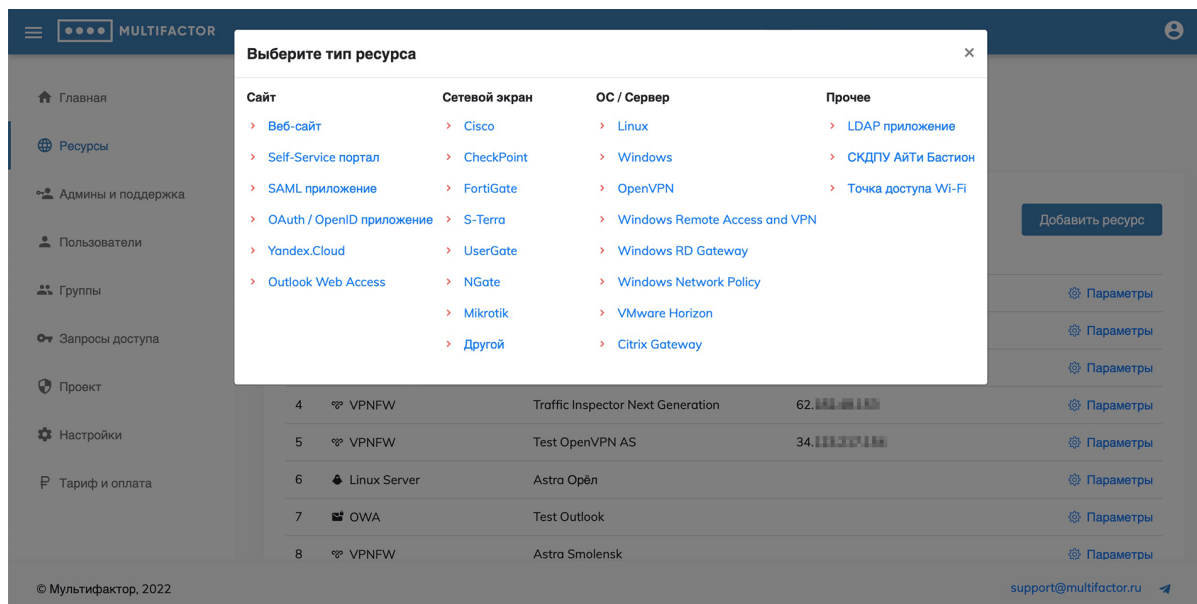 MULTIFACTOR
Выберите тип ресурса
×
Сайт
Веб-сайт
Self-Service портал
SAML приложение
OAuth / OpenID приложение
Yandex.Cloud
Outlook Web Access
Сетевой экран
Cisco
CheckPoint
FortiGate
S-Terra
UserGate
NGate
Mikrotik
Другой
ОС / Сервер
Linux
Windows
OpenVPN
Windows Remote Access and VPN
Windows RD Gateway
Windows Network Policy
VMware Horizon
Citrix Gateway
Прочее
LDAP приложение
СКДПУ АйТи Бастион
Точка доступа Wi-Fi
Главная
Ресурсы
Админы и поддержка
Пользователи
Группы
Запросы доступа
Проект
Настройки
Тариф и оплата
Добавить ресурс
Параметры
Параметры
Параметры
4 VPNFW Traffic Inspector Next Generation 62. Параметры
5 VPNFW Test OpenVPN AS 34. Параметры
6 Linux Server Astra Орёл Параметры
7 OWA Test Outlook Параметры
8 VPNFW Astra Smolensk Параметры
© Мультифактор, 2022
support@multifactor.ru